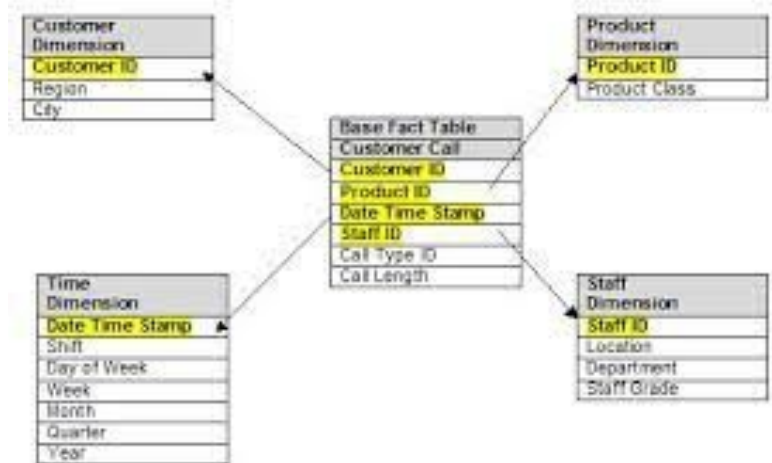 Customer
Dimension
Customer ID
Region
City
Product
Dimension
Product ID
Product Class
Base Fact Table
Customer Call
Customer ID
Product ID
Date Time Stamp
Staff ID
Call Type ID
Call Length
Time
Dimension
Date Time Stamp
Shift
Day of Week
Week
Month
Quarter
Year
Staff
Dimension
Staff ID
Location
Department
Staff Grade